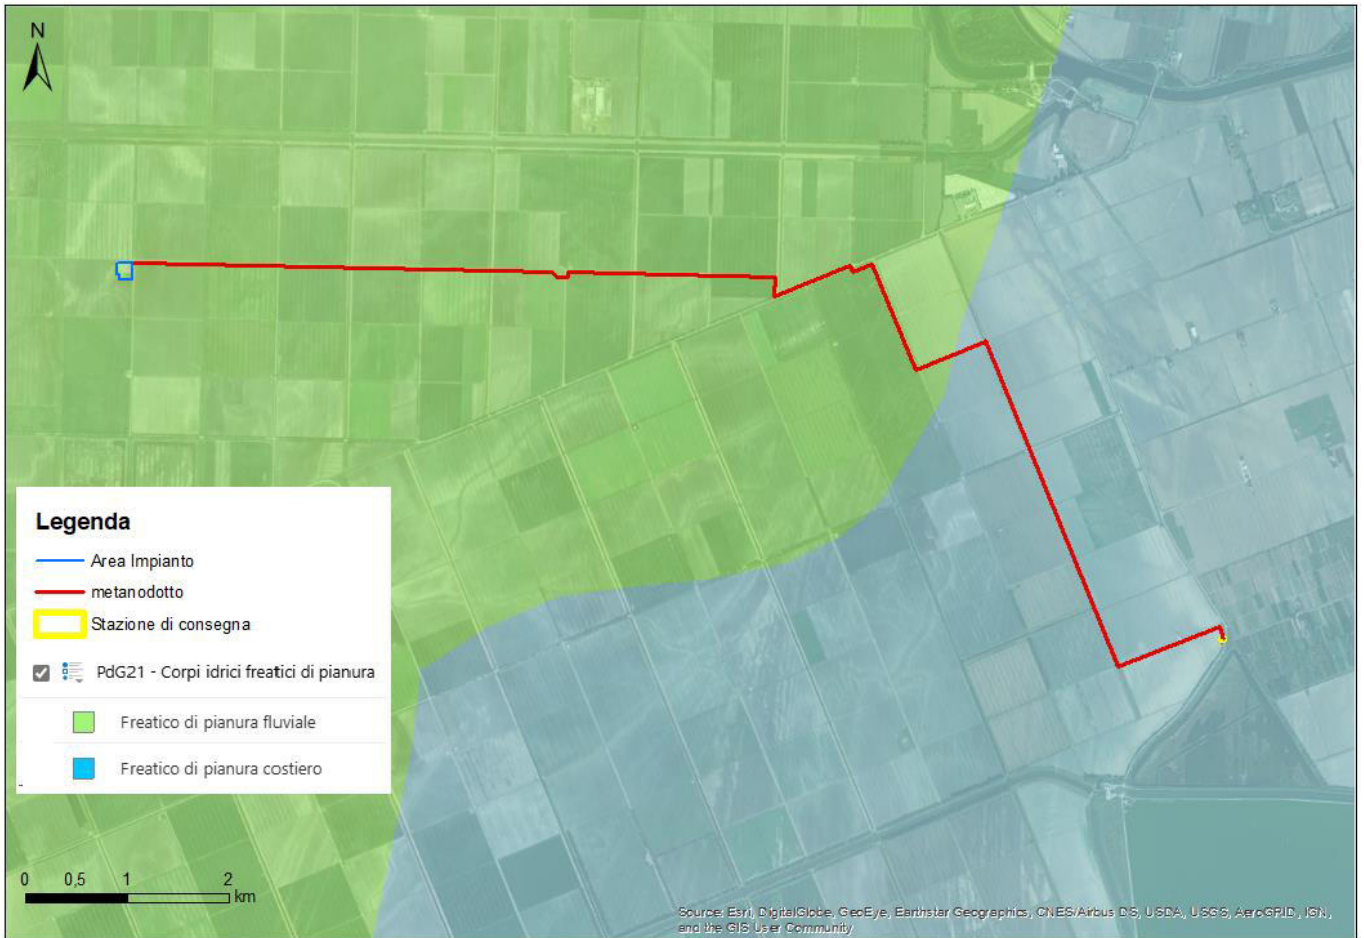 N
Legenda
Area Impianto
metanodotto
Stazione di consegna
PdG21 - Corpi idrici freatici di pianura
Freatico di pianura fluviale
Freatico di pianura costiero
0 0,5 1 2
km
Source: Esri, DigitalGlobe, GeoEye, Earthstar Geographics, CNES/Airbus DS, USDA, USGS, AeroGRID, IGN,
and the GIS User Community